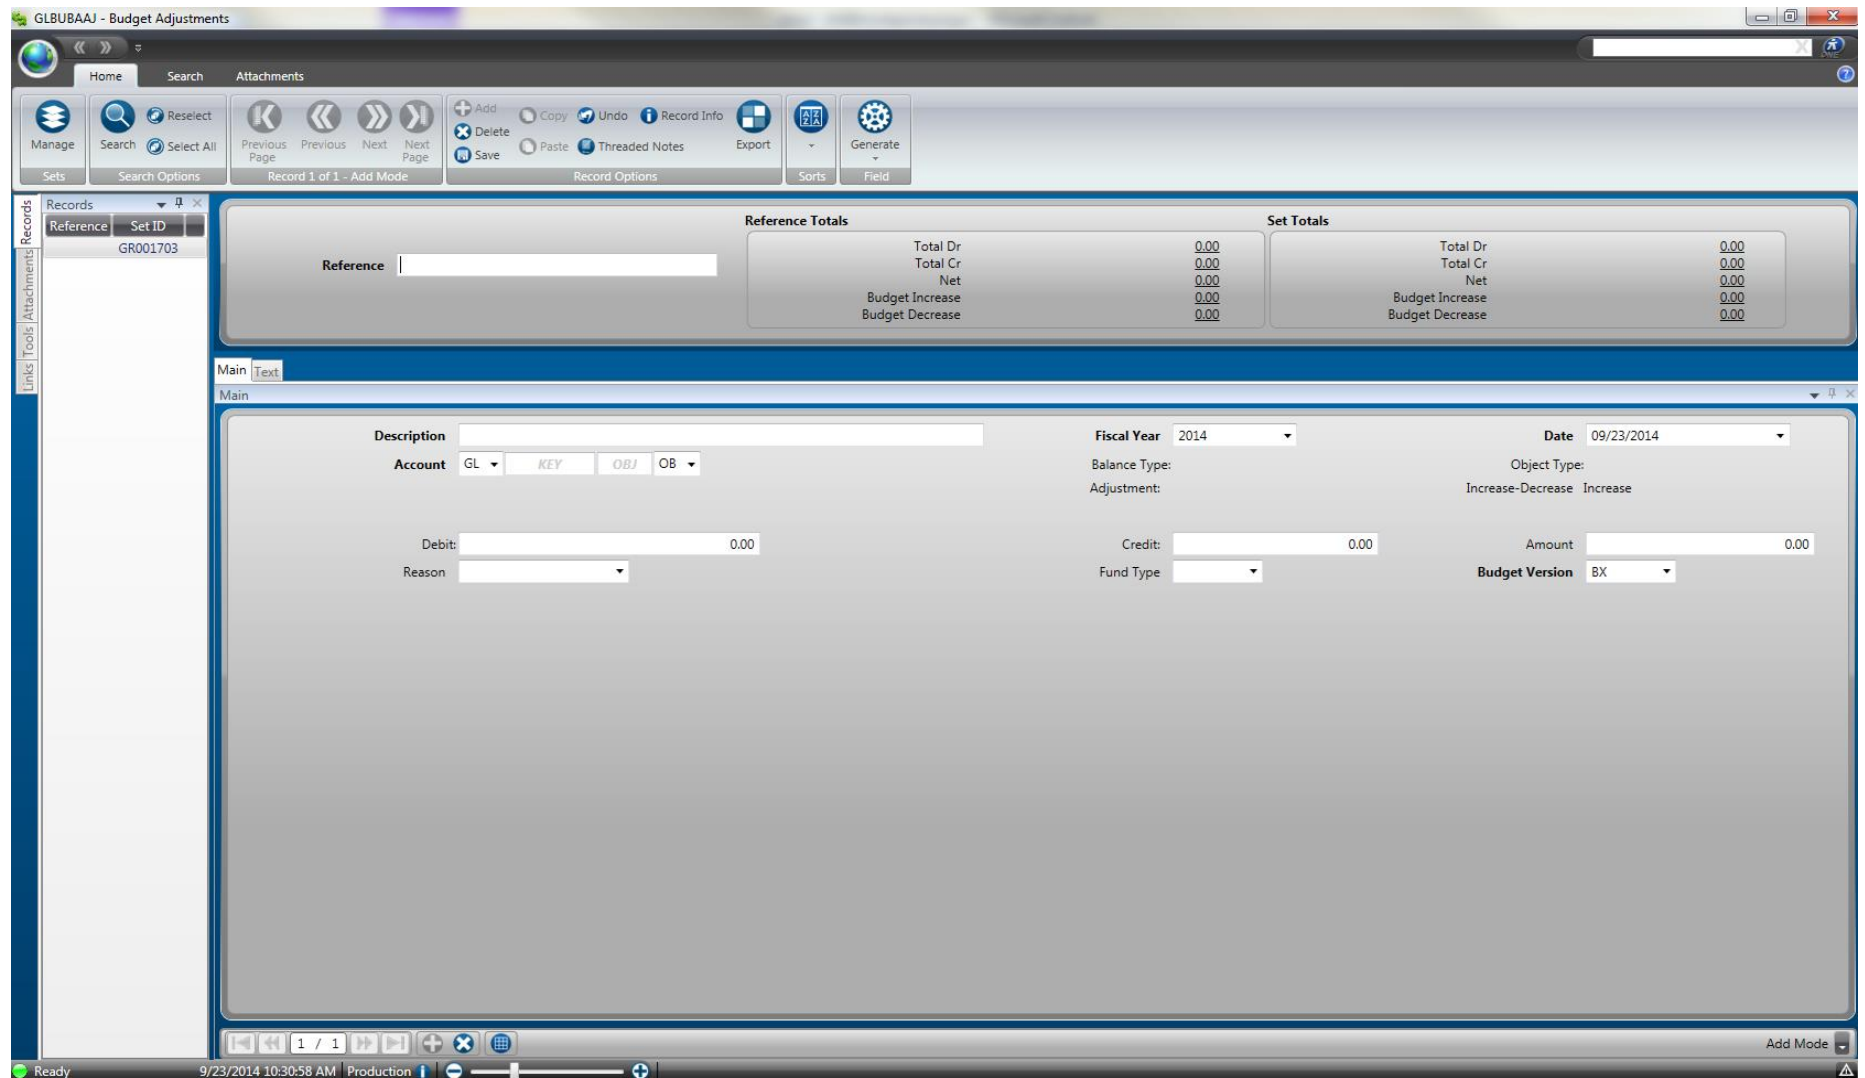 GLBUBAAJ - Budget Adjustments
Home Search Attachments
Manage Search Reselect Select All Previous Page Previous Next Next Page Add Delete Save Copy Paste Undo Threaded Notes Record Info Export Generate
Sets Search Options Record 1 of 1 - Add Mode Record Options Sorts Field
Records
Attachments
Tools
Links
Records
Reference Set ID
GR001703
Reference
Reference Totals
Total Dr 0.00
Total Cr 0.00
Net 0.00
Budget Increase 0.00
Budget Decrease 0.00
Set Totals
Total Dr 0.00
Total Cr 0.00
Net 0.00
Budget Increase 0.00
Budget Decrease 0.00
Main Text
Main
Description Fiscal Year 2014 Date 09/23/2014
Account GL KEY OBJ OB Balance Type: Object Type:
Adjustment: Increase-Decrease Increase
Debit: 0.00 Credit: 0.00 Amount 0.00
Reason Fund Type Budget Version BX
1 / 1 Add Mode
Ready 9/23/2014 10:30:58 AM Production